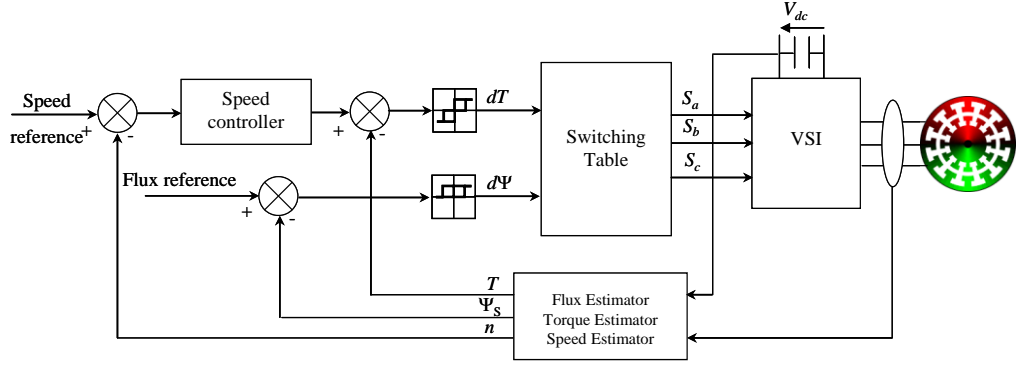 V_dc
Speed
reference
+
-
Speed
controller
+
-
dT
Switching
Table
S_a
S_b
S_c
VSI
Flux reference
+
-
dΨ
T
Ψ_S
n
Flux Estimator
Torque Estimator
Speed Estimator